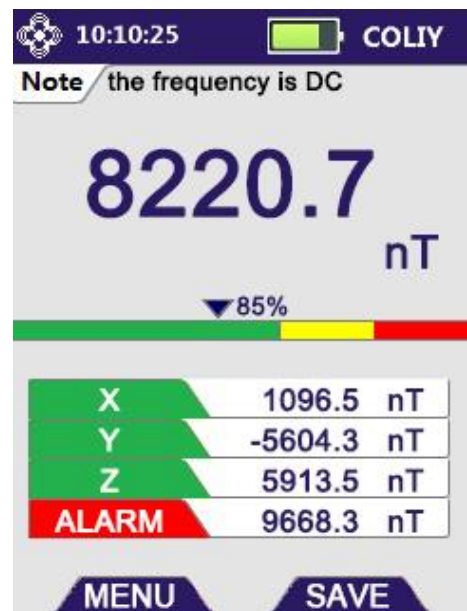 10:10:25 COLIY
Note the frequency is DC
8220.7
nT
85%
X 1096.5 nT
Y -5604.3 nT
Z 5913.5 nT
ALARM 9668.3 nT
MENU SAVE